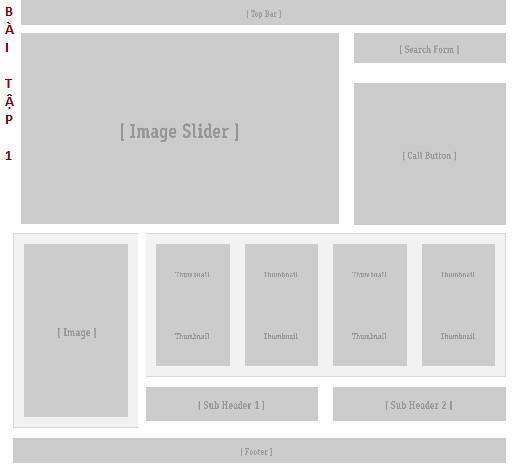 BÀI TẬP 1
[ Top Bar ]
[ Image Slider ]
[ Search Form ]
[ Call Button ]
[ Image ]
Thumbnail Thumbnail Thumbnail Thumbnail
Thumbnail Thumbnail Thumbnail Thumbnail
[ Sub Header 1 ]
[ Sub Header 2 ]
[ Footer ]